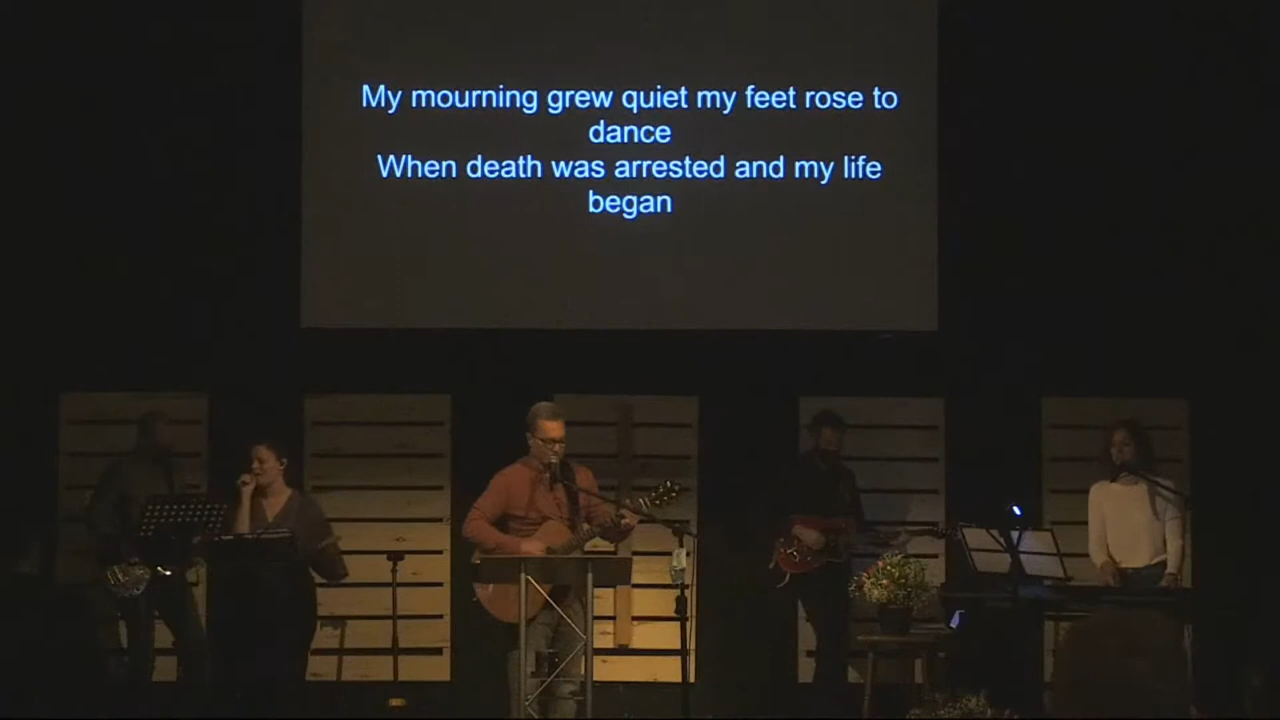 My mourning grew quiet my feet rose to
dance
When death was arrested and my life
began